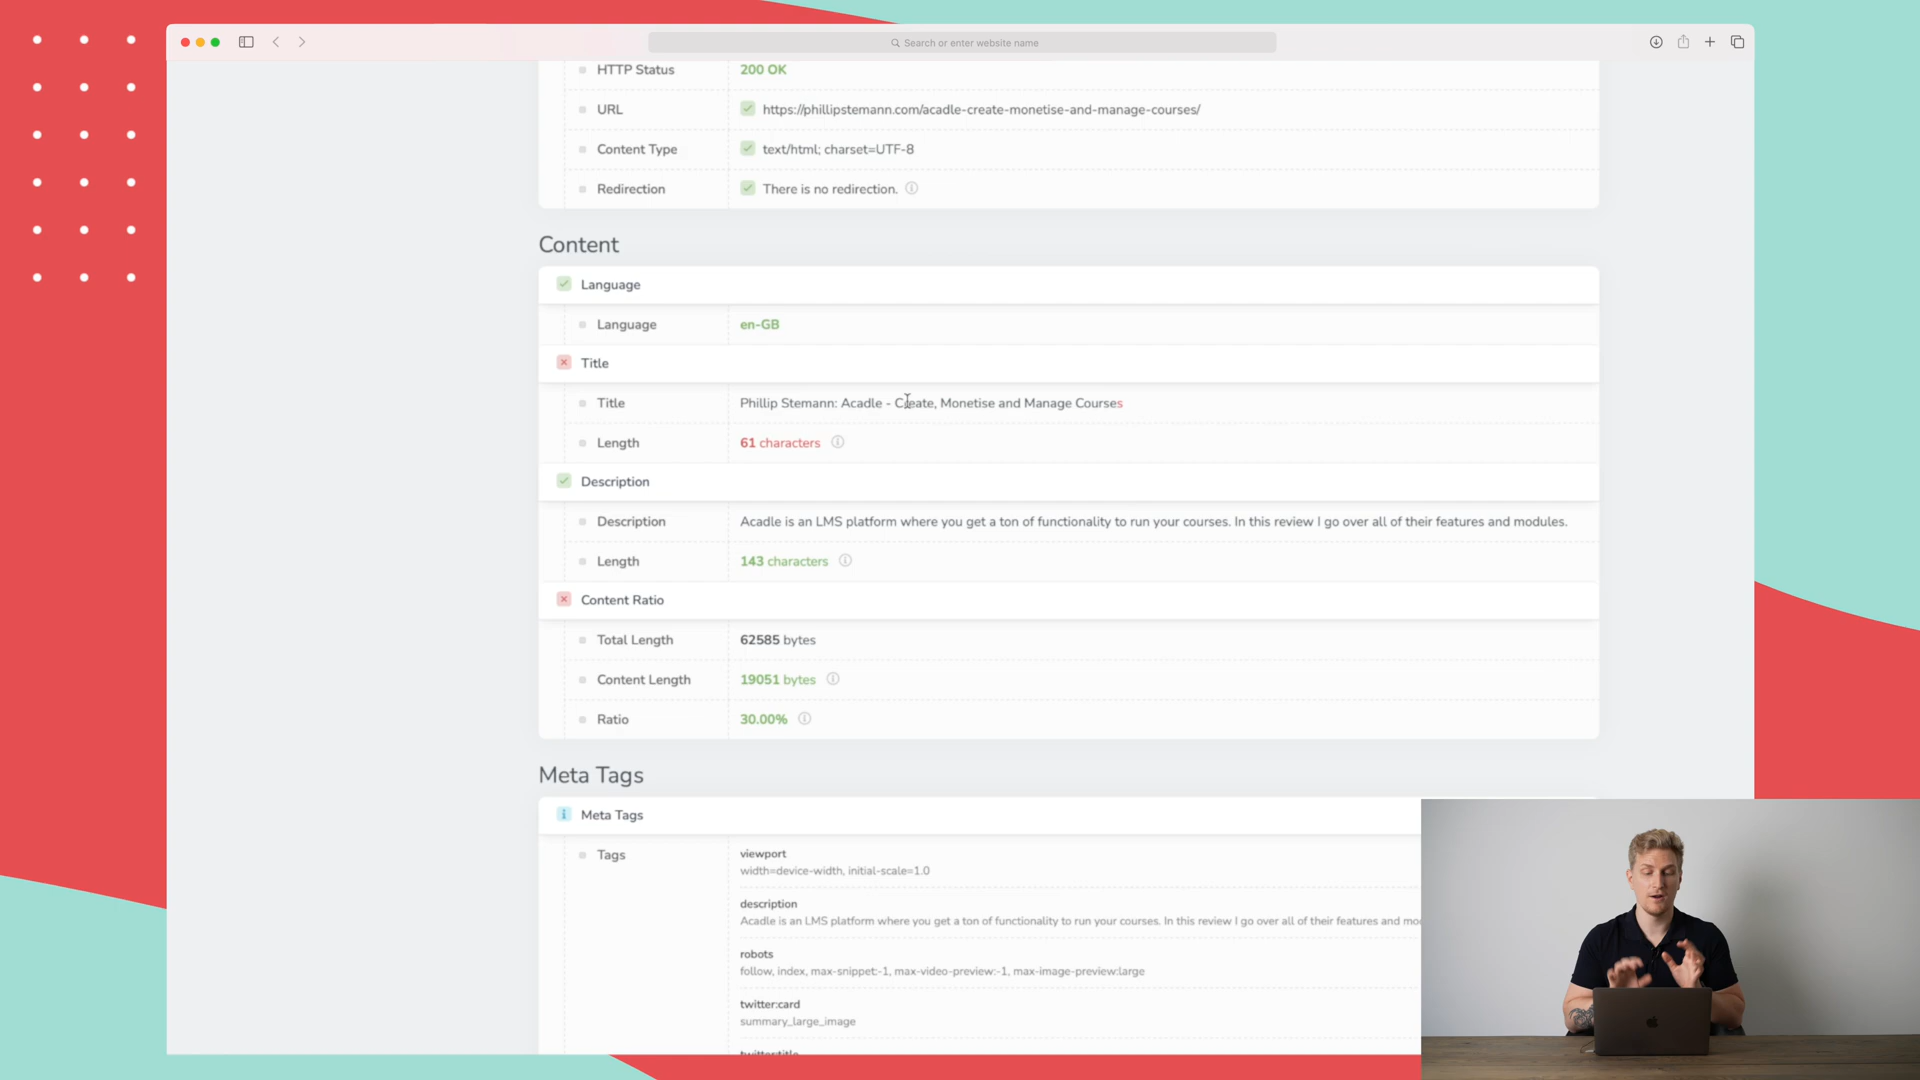 Search or enter website name
HTTP Status 200 OK
URL https://phillipstemann.com/acadle-create-monetise-and-manage-courses/
Content Type text/html; charset=UTF-8
Redirection There is no redirection.
Content
Language
Language en-GB
Title
Title Phillip Stemann: Acadle - Create, Monetise and Manage Courses
Length 61 characters
Description
Description Acadle is an LMS platform where you get a ton of functionality to run your courses. In this review I go over all of their features and modules.
Length 143 characters
Content Ratio
Total Length 62585 bytes
Content Length 19051 bytes
Ratio 30.00%
Meta Tags
Meta Tags
Tags viewport
width=device-width, initial-scale=1.0
description
Acadle is an LMS platform where you get a ton of functionality to run your courses. In this review I go over all of their features and
robots
follow, index, max-snippet:-1, max-video-preview:-1, max-image-preview:large
twitter:card
summary_large_image
twitter:title